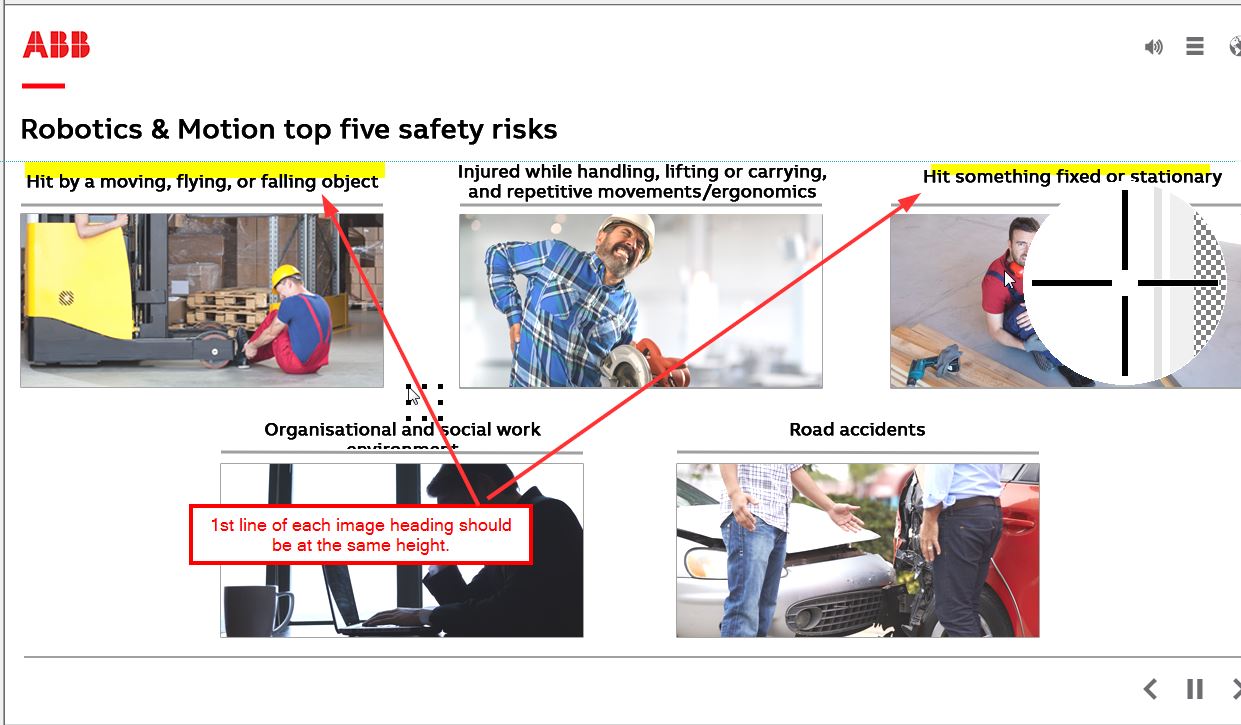 ABB
Robotics & Motion top five safety risks
Hit by a moving, flying, or falling object
Injured while handling, lifting or carrying,
and repetitive movements/ergonomics
Hit something fixed or stationary
Organisational and social work
environment
Road accidents
1st line of each image heading should
be at the same height.